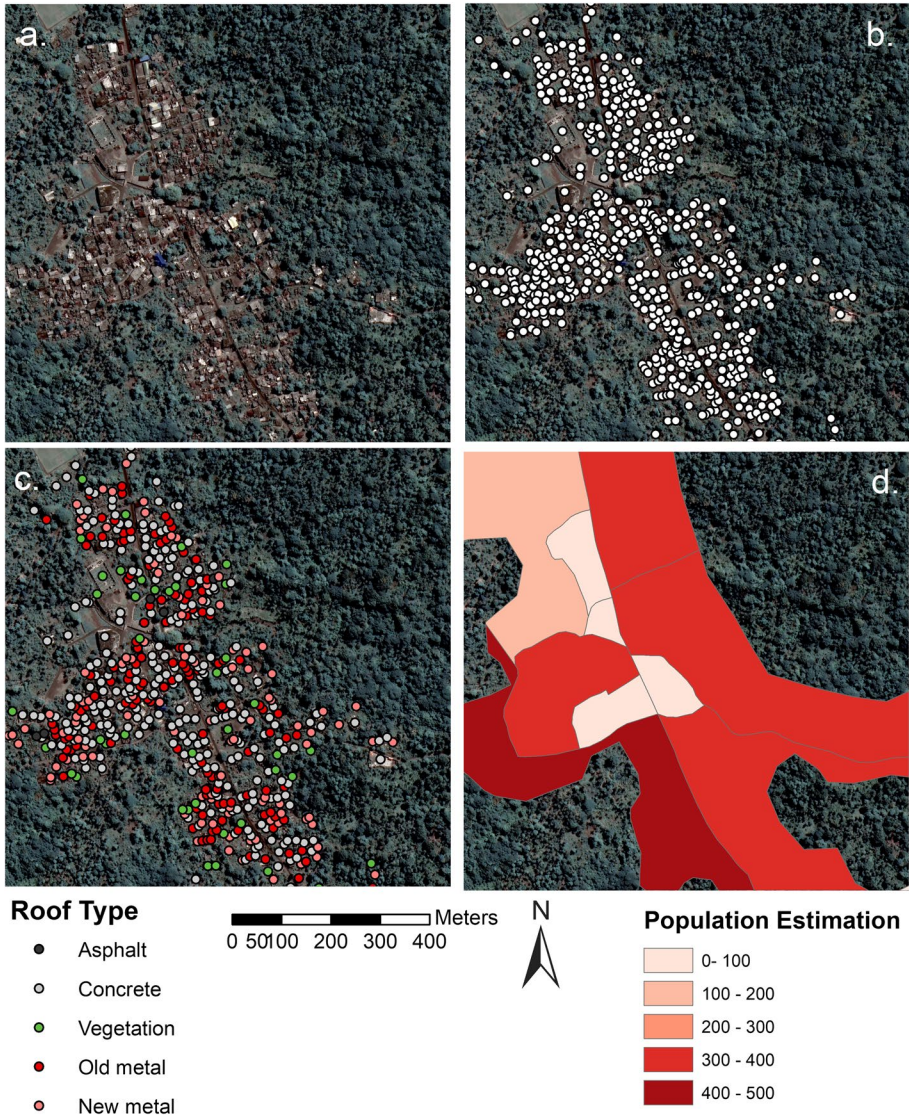 a.
b.
c.
d.
Roof Type
Asphalt
Concrete
Vegetation
Old metal
New metal
Meters
0 50100 200 300 400
N
Population Estimation
0- 100
100 - 200
200 - 300
300 - 400
400 - 500